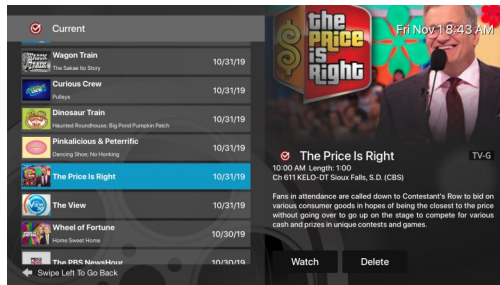 Current
Fri Nov 1 8:43 AM
Wagon Train
The Sakae Ito Story
10/31/19
Curious Crew
Pulleys
10/31/19
Dinosaur Train
Haunted Roundhouse; Big Pond Pumpkin Patch
10/31/19
Pinkalicious & Peterrific
Dancing Shoe; No Honking
10/31/19
The Price Is Right
10/31/19
The View
10/31/19
Wheel of Fortune
Home Sweet Home
10/30/19
The PBS NewsHour
10/30/19
Swipe Left To Go Back
the
PRiCE
is
Right
The Price Is Right
TV-G
10:00 AM Length: 1:00
Ch 611 KELO-DT Sioux Falls, S.D. (CBS)
Fans in attendance are called down to Contestant's Row to bid on
various consumer goods in hopes of being the closest to the price
without going over to go up on the stage to compete for various
cash and prizes in unique contests and games.
Watch
Delete